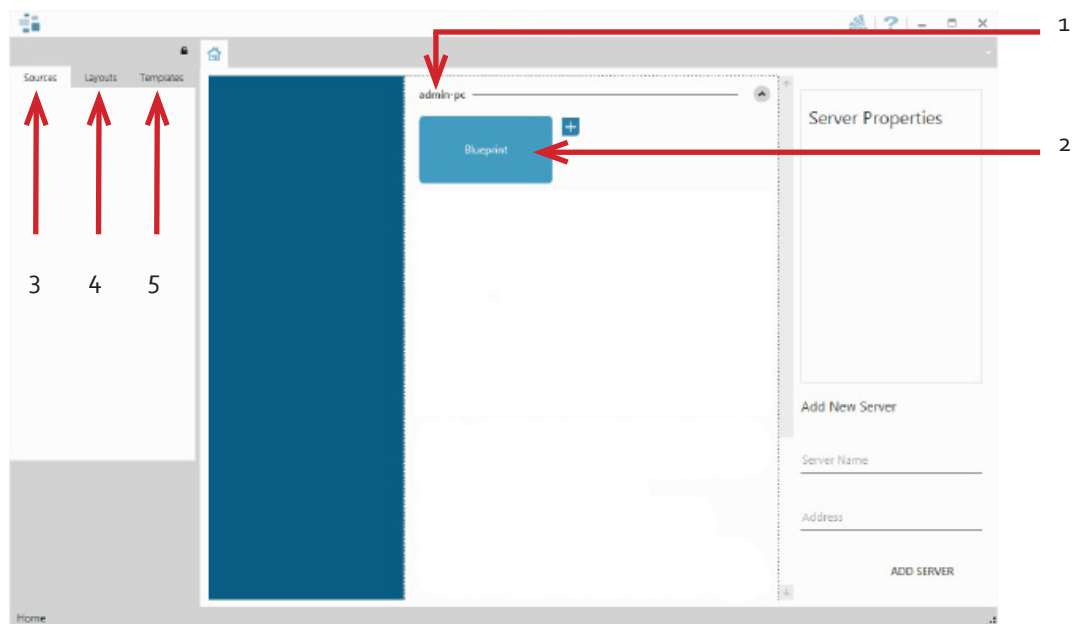 ?
1
Sources Layouts Templates
admin-pc
Server Properties
Blueprint
+
2
3 4 5
Add New Server
Server Name
Address
ADD SERVER
Home